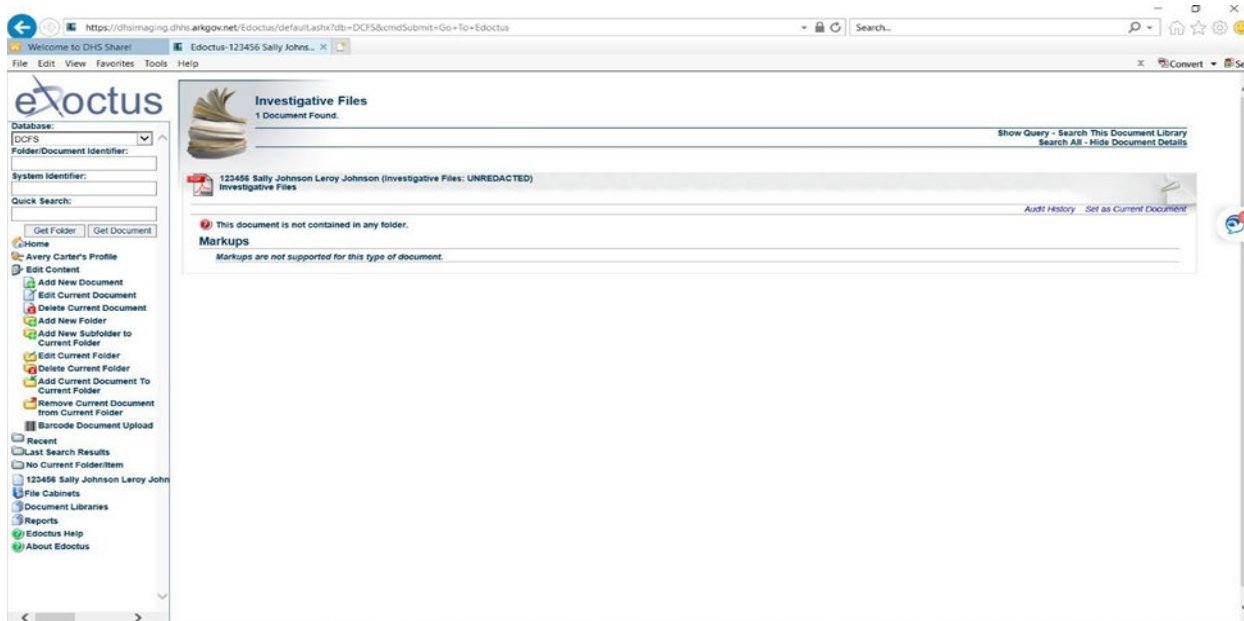 https://dhsimaging.dhhs.arkgov.net/Edoctus/default.ashx?db=DCFS&cmdSubmit=Go+To+Edoctus
Search...
Welcome to DHS Share!
Edoctus-123456 Sally Johns...
File Edit View Favorites Tools Help
x Convert
eXoctus
Database:
DCFS
Folder/Document Identifier:
System Identifier:
Quick Search:
Get Folder Get Document
Home
Avery Carter's Profile
Edit Content
Add New Document
Edit Current Document
Delete Current Document
Add New Folder
Add New Subfolder to
Current Folder
Edit Current Folder
Delete Current Folder
Add Current Document To
Current Folder
Remove Current Document
from Current Folder
Barcode Document Upload
Recent
Last Search Results
No Current Folder/Item
123456 Sally Johnson Leroy John
File Cabinets
Document Libraries
Reports
Edoctus Help
About Edoctus
Investigative Files
1 Document Found.
Show Query - Search This Document Library
Search All - Hide Document Details
123456 Sally Johnson Leroy Johnson (Investigative Files: UNREDACTED)
Investigative Files
Audit History Set as Current Document
This document is not contained in any folder.
Markups
Markups are not supported for this type of document.